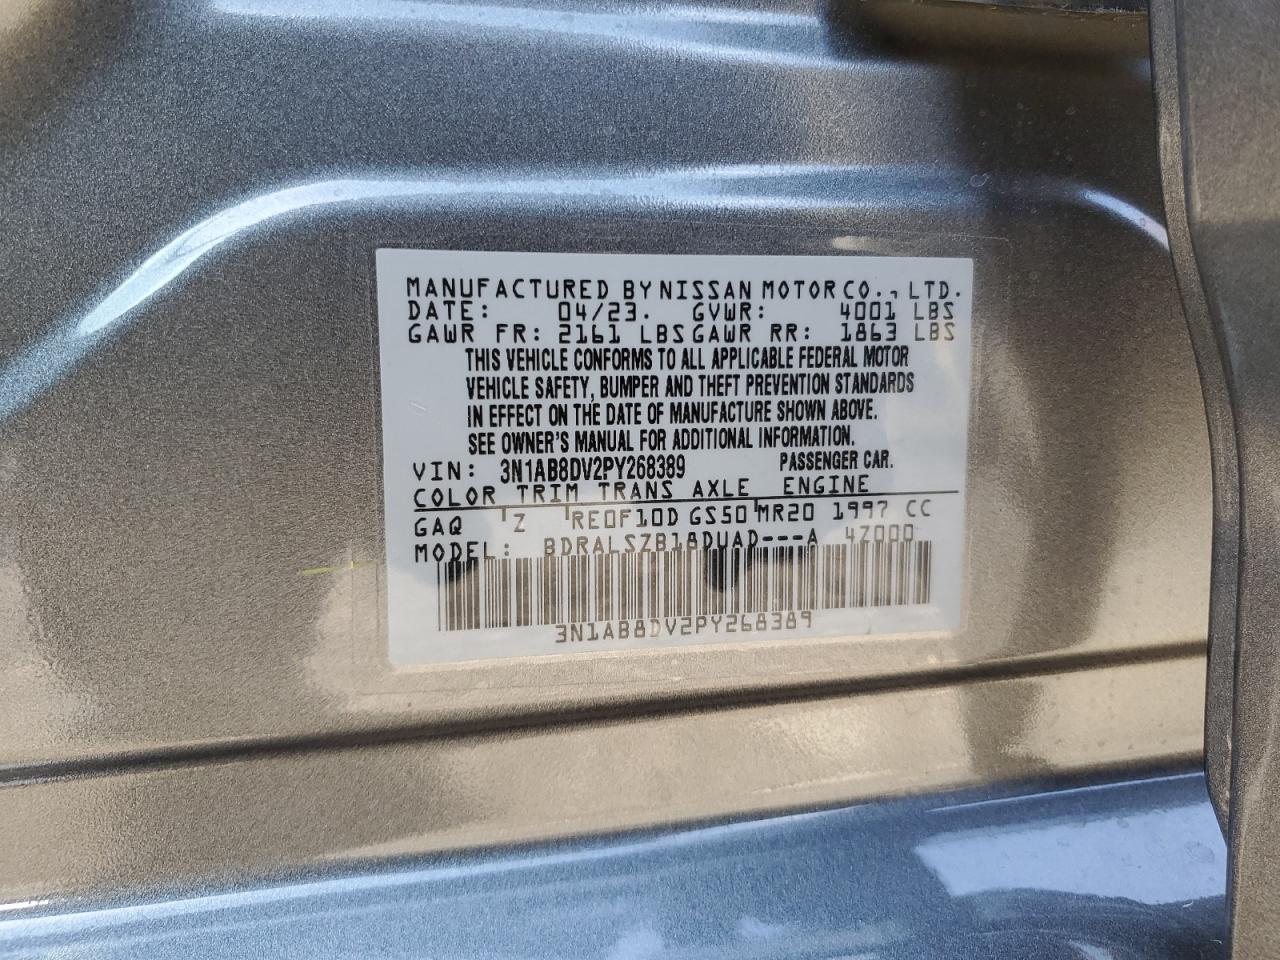 MANUFACTURED BY NISSAN MOTOR CO., LTD.
DATE: 04/23. GVWR: 4001 LBS
GAWR FR: 2161 LBS GAWR RR: 1863 LBS
THIS VEHICLE CONFORMS TO ALL APPLICABLE FEDERAL MOTOR
VEHICLE SAFETY, BUMPER AND THEFT PREVENTION STANDARDS
IN EFFECT ON THE DATE OF MANUFACTURE SHOWN ABOVE.
SEE OWNER'S MANUAL FOR ADDITIONAL INFORMATION.
VIN: 3N1AB8DV2PY268389 PASSENGER CAR.
COLOR TRIM TRANS AXLE ENGINE
GAQ Z RE0F10D GS50 MR20 1997 CC
MODEL: BDRALSZB18DUAD---A 4Z000
3N1AB8DV2PY268389